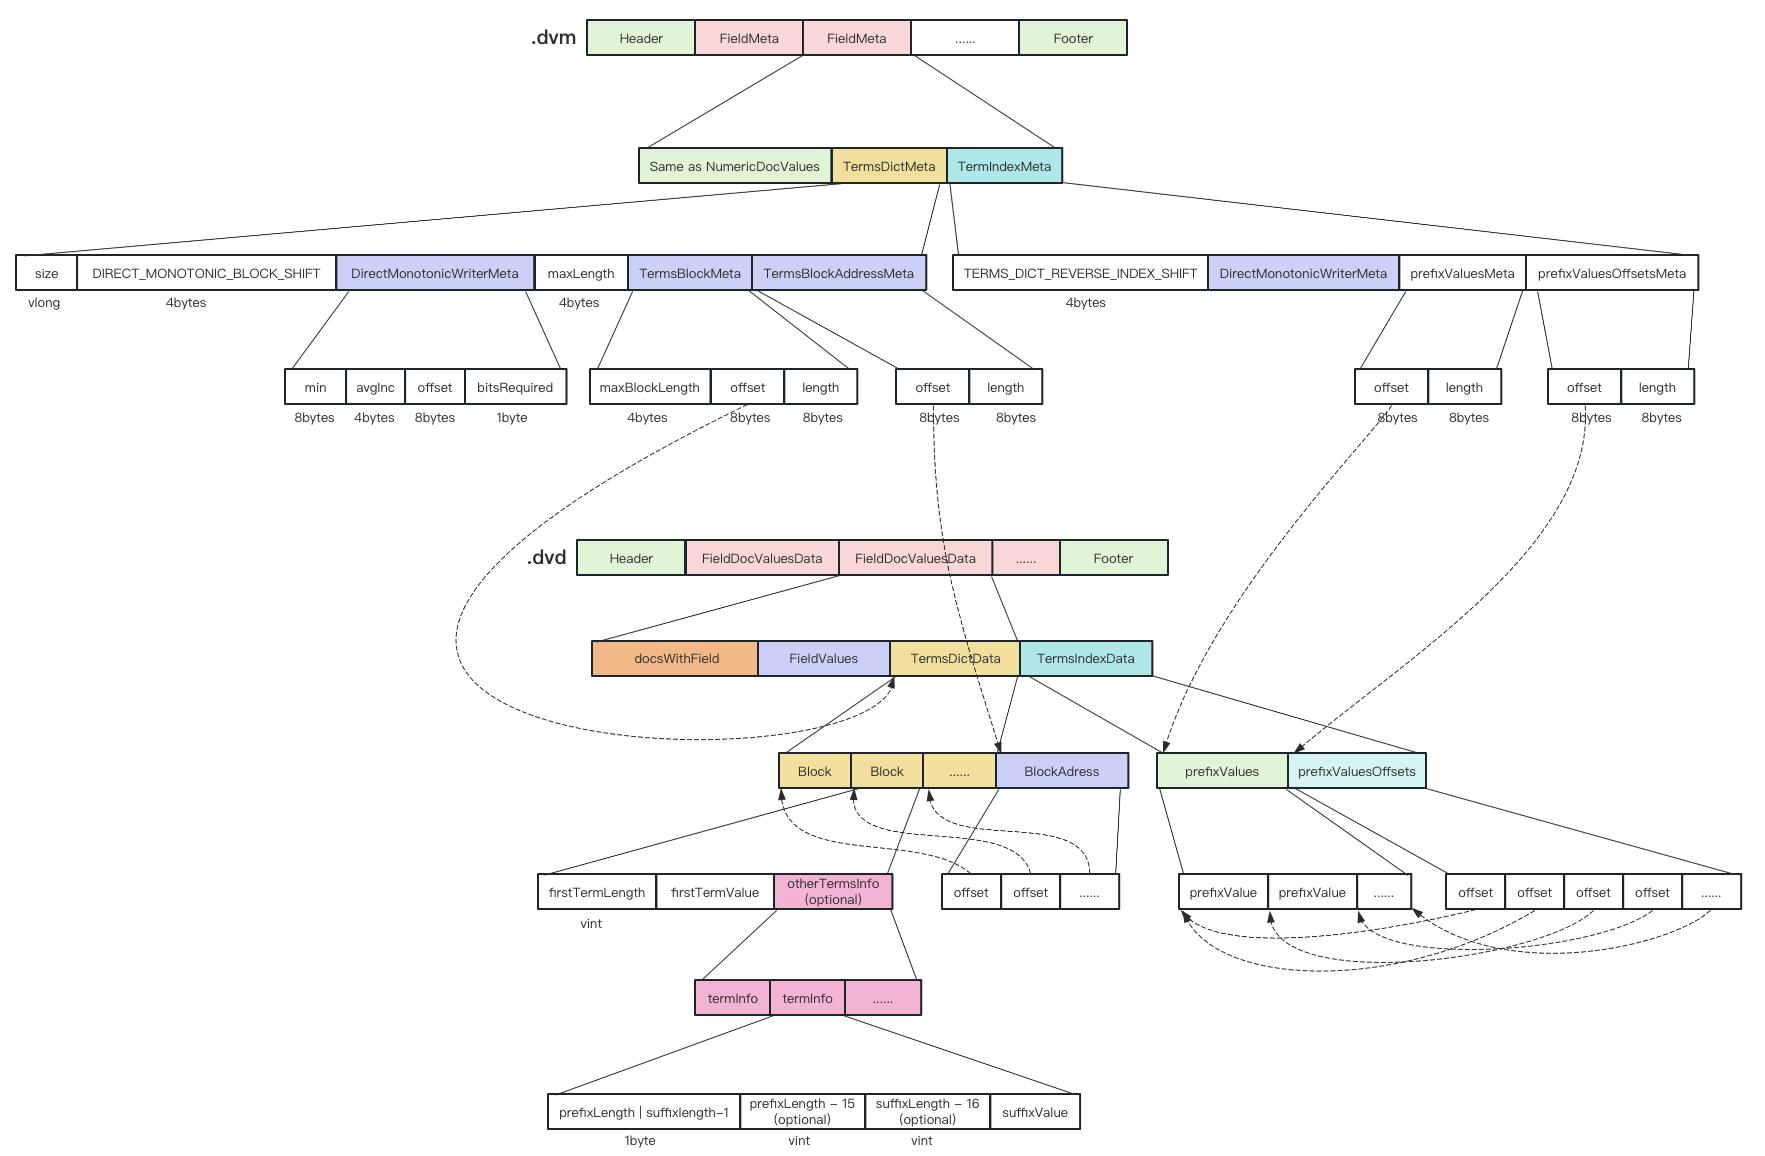 .dvm
Header
FieldMeta
FieldMeta
......
Footer
Same as NumericDocValues
TermsDictMeta
TermIndexMeta
size
DIRECT_MONOTONIC_BLOCK_SHIFT
DirectMonotonicWriterMeta
maxLength
TermsBlockMeta
TermsBlockAddressMeta
TERMS_DICT_REVERSE_INDEX_SHIFT
DirectMonotonicWriterMeta
prefixValuesMeta
prefixValuesOffsetsMeta
vlong
4bytes
4bytes
4bytes
min
avgInc
offset
bitsRequired
maxBlockLength
offset
length
offset
length
offset
length
offset
length
8bytes
4bytes
8bytes
1byte
4bytes
8bytes
8bytes
8bytes
8bytes
8bytes
8bytes
8bytes
8bytes
.dvd
Header
FieldDocValuesData
FieldDocValuesData
......
Footer
docsWithField
FieldValues
TermsDictData
TermsIndexData
Block
Block
......
BlockAdress
prefixValues
prefixValuesOffsets
firstTermLength
firstTermValue
otherTermsInfo
(optional)
offset
offset
......
prefixValue
prefixValue
......
offset
offset
offset
offset
......
vint
termInfo
termInfo
......
prefixLength | suffixlength-1
prefixLength - 15
(optional)
suffixLength - 16
(optional)
suffixValue
1byte
vint
vint